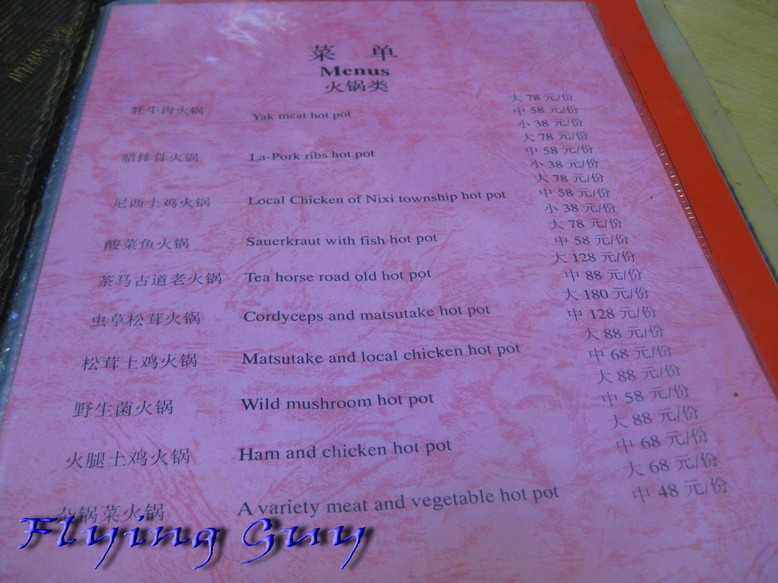 菜 单
Menus
火锅类
牦牛肉火锅 Yak meat hot pot 大 78 元/份
中 58 元/份
小 38 元/份
腊排骨火锅 La-Pork ribs hot pot 大 78 元/份
中 58 元/份
小 38 元/份
尼西土鸡火锅 Local Chicken of Nixi township hot pot 大 78 元/份
中 58 元/份
小 38 元/份
酸菜鱼火锅 Sauerkraut with fish hot pot 大 78 元/份
中 58 元/份
茶马古道老火锅 Tea horse road old hot pot 大 128 元/份
中 88 元/份
虫草松茸火锅 Cordyceps and matsutake hot pot 大 180 元/份
中 128 元/份
松茸土鸡火锅 Matsutake and local chicken hot pot 大 88 元/份
中 68 元/份
野生菌火锅 Wild mushroom hot pot 大 88 元/份
中 58 元/份
火腿土鸡火锅 Ham and chicken hot pot 大 88 元/份
中 68 元/份
杂锅菜火锅 A variety meat and vegetable hot pot 大 68 元/份
中 48 元/份
Flying Guy